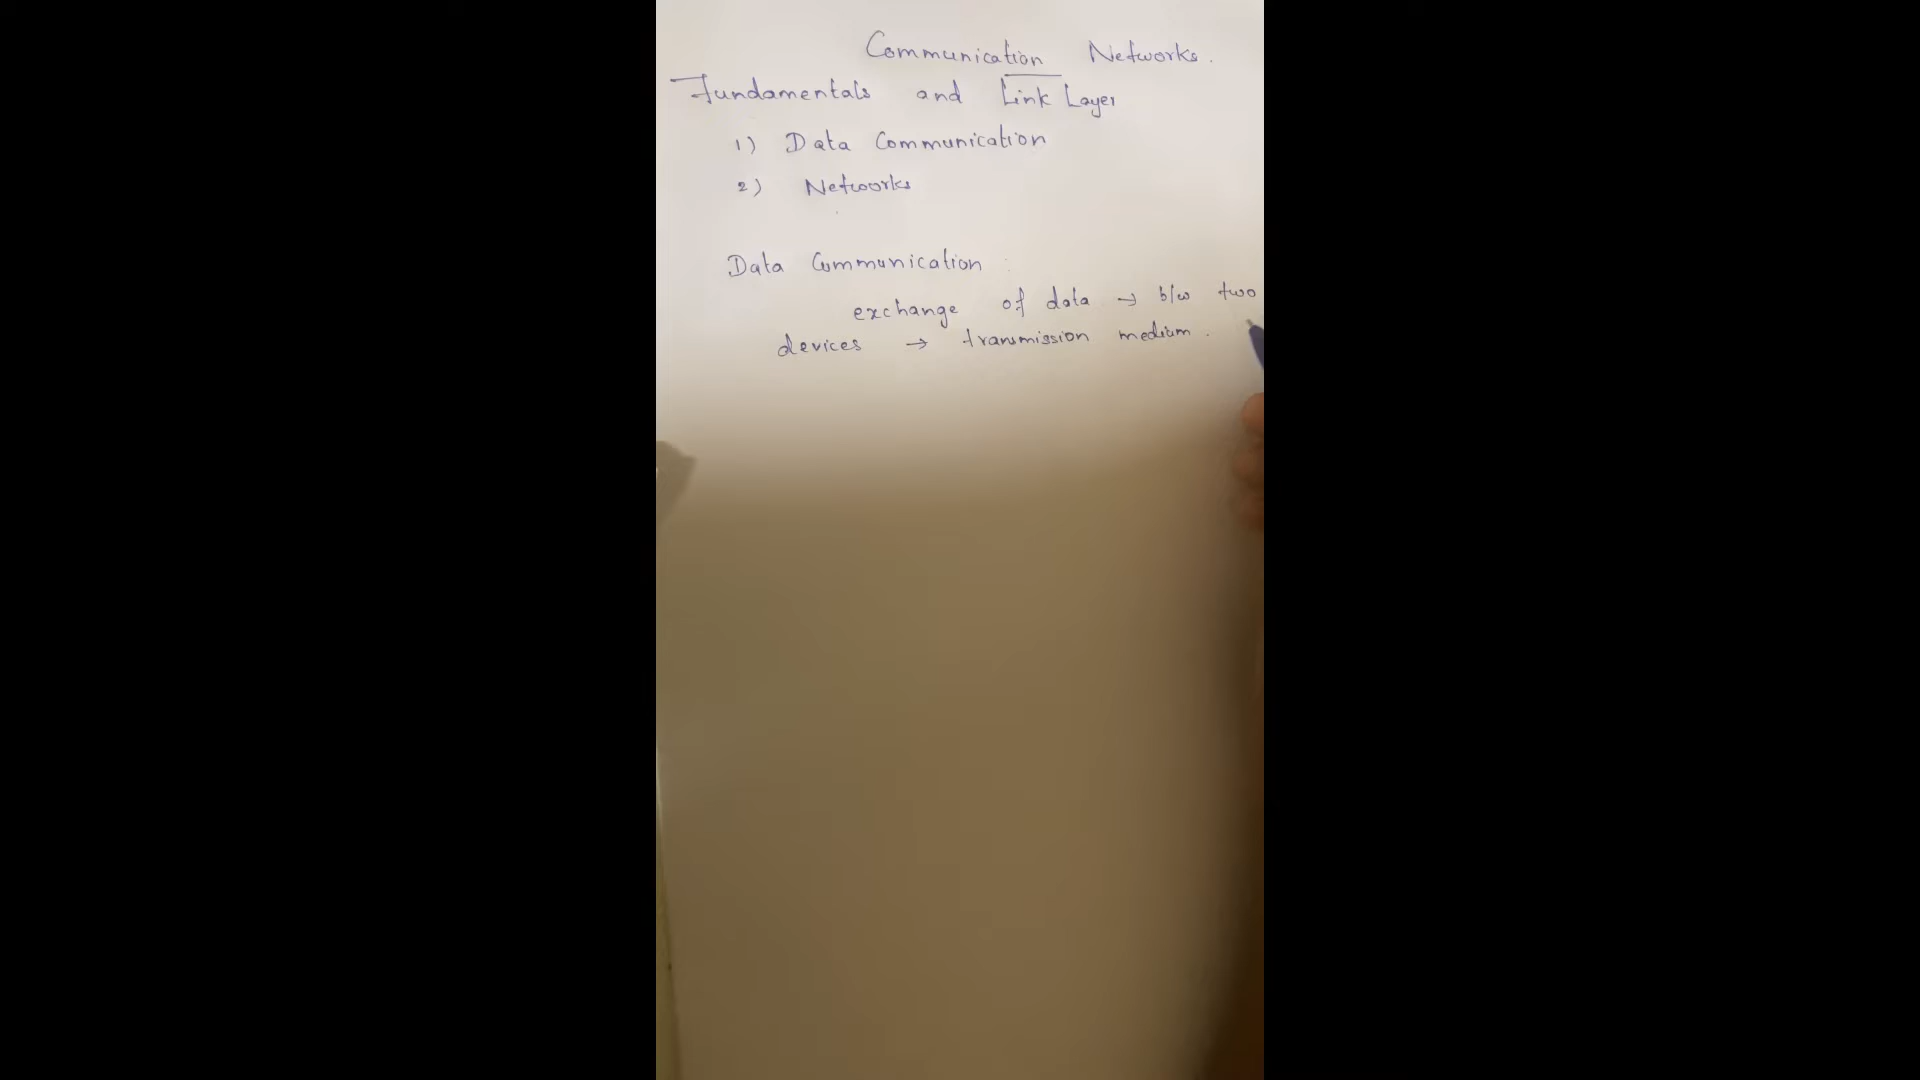 Communication Networks.
Fundamentals and Link Layer
1) Data Communication
2) Networks
Data Communication :
exchange of data → b/w two
devices → transmission medium.